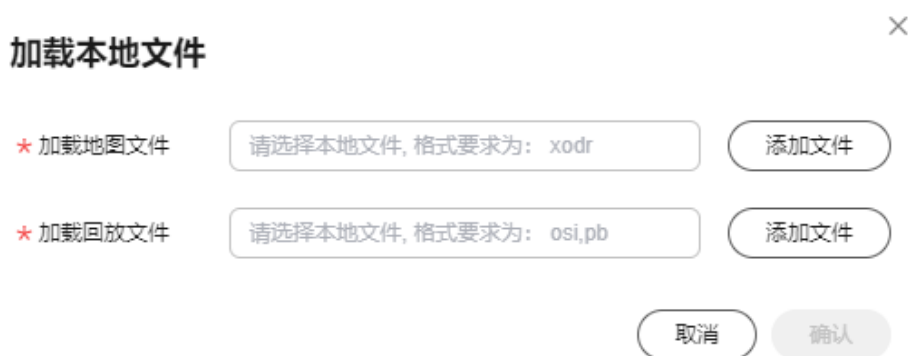 加载本地文件
* 加载地图文件 请选择本地文件, 格式要求为： xodr 添加文件
* 加载回放文件 请选择本地文件, 格式要求为： osi,pb 添加文件
取消 确认